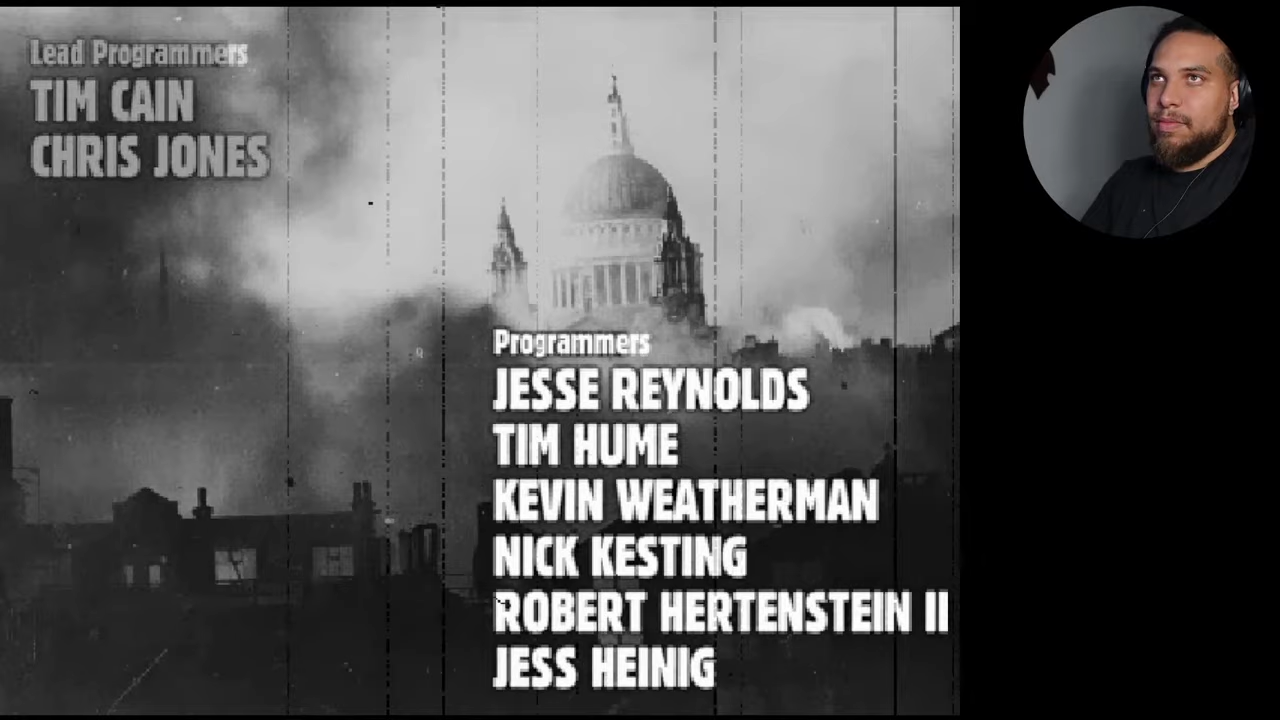 Lead Programmers
TIM CAIN
CHRIS JONES
Programmers
JESSE REYNOLDS
TIM HUME
KEVIN WEATHERMAN
NICK KESTING
ROBERT HERTENSTEIN II
JESS HEINIG